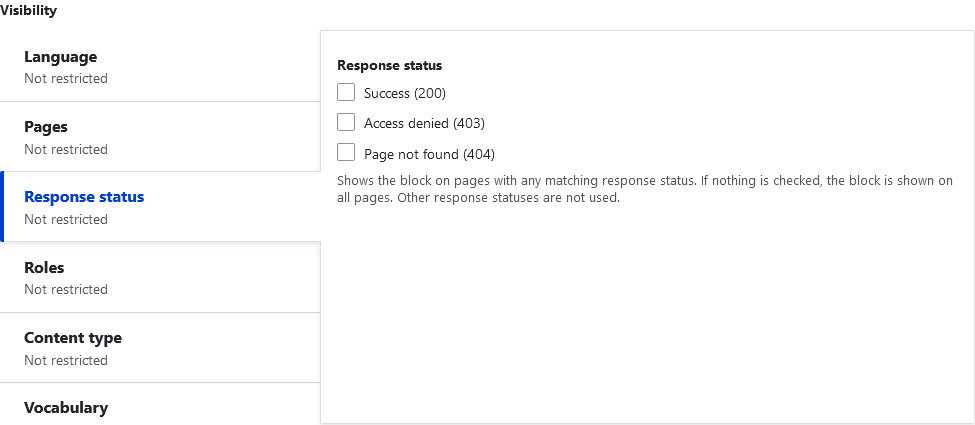 Visibility
Language
Not restricted
Pages
Not restricted
Response status
Not restricted
Roles
Not restricted
Content type
Not restricted
Vocabulary
Response status
Success (200)
Access denied (403)
Page not found (404)
Shows the block on pages with any matching response status. If nothing is checked, the block is shown on
all pages. Other response statuses are not used.